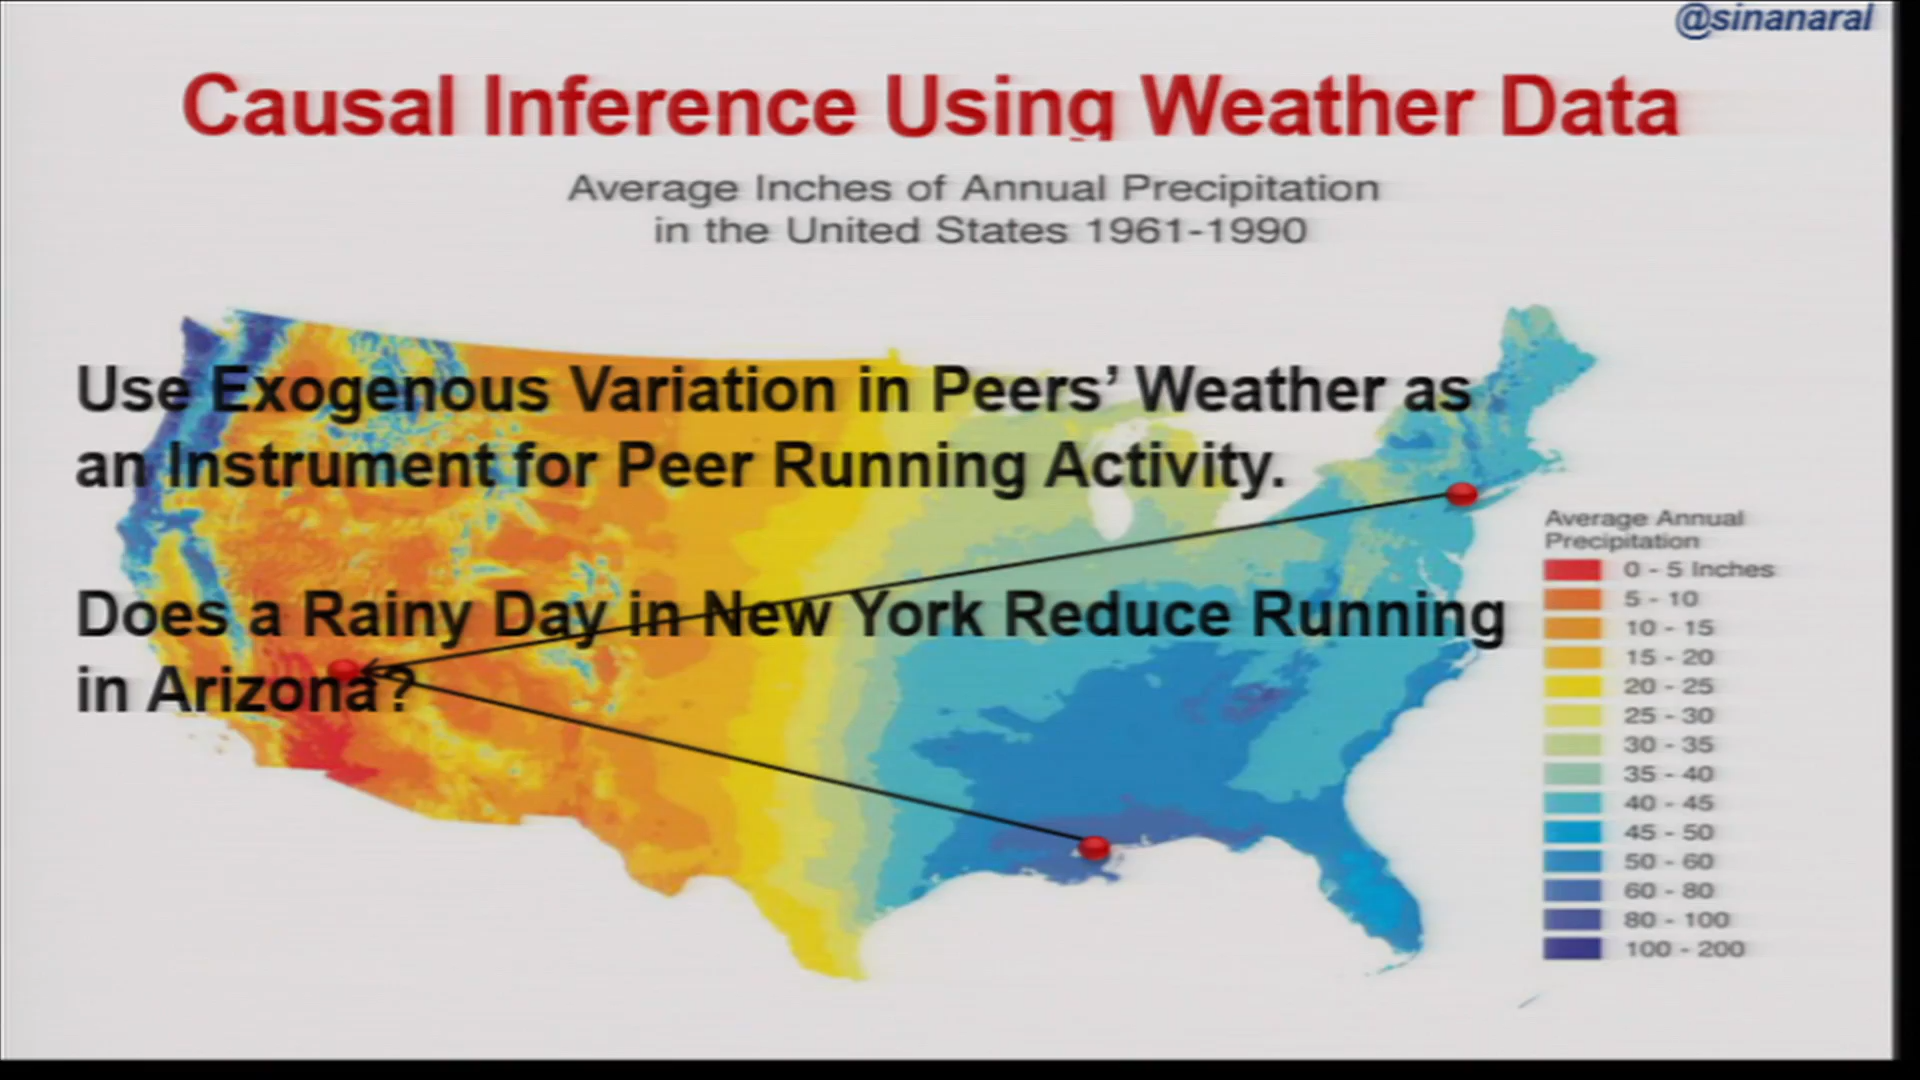 @sinanaral
Causal Inference Using Weather Data
Average Inches of Annual Precipitation
in the United States 1961-1990
Use Exogenous Variation in Peers’ Weather as
an Instrument for Peer Running Activity.
Does a Rainy Day in New York Reduce Running
in Arizona?
Average Annual
Precipitation
0 - 5 Inches
5 - 10
10 - 15
15 - 20
20 - 25
25 - 30
30 - 35
35 - 40
40 - 45
45 - 50
50 - 60
60 - 80
80 - 100
100 - 200